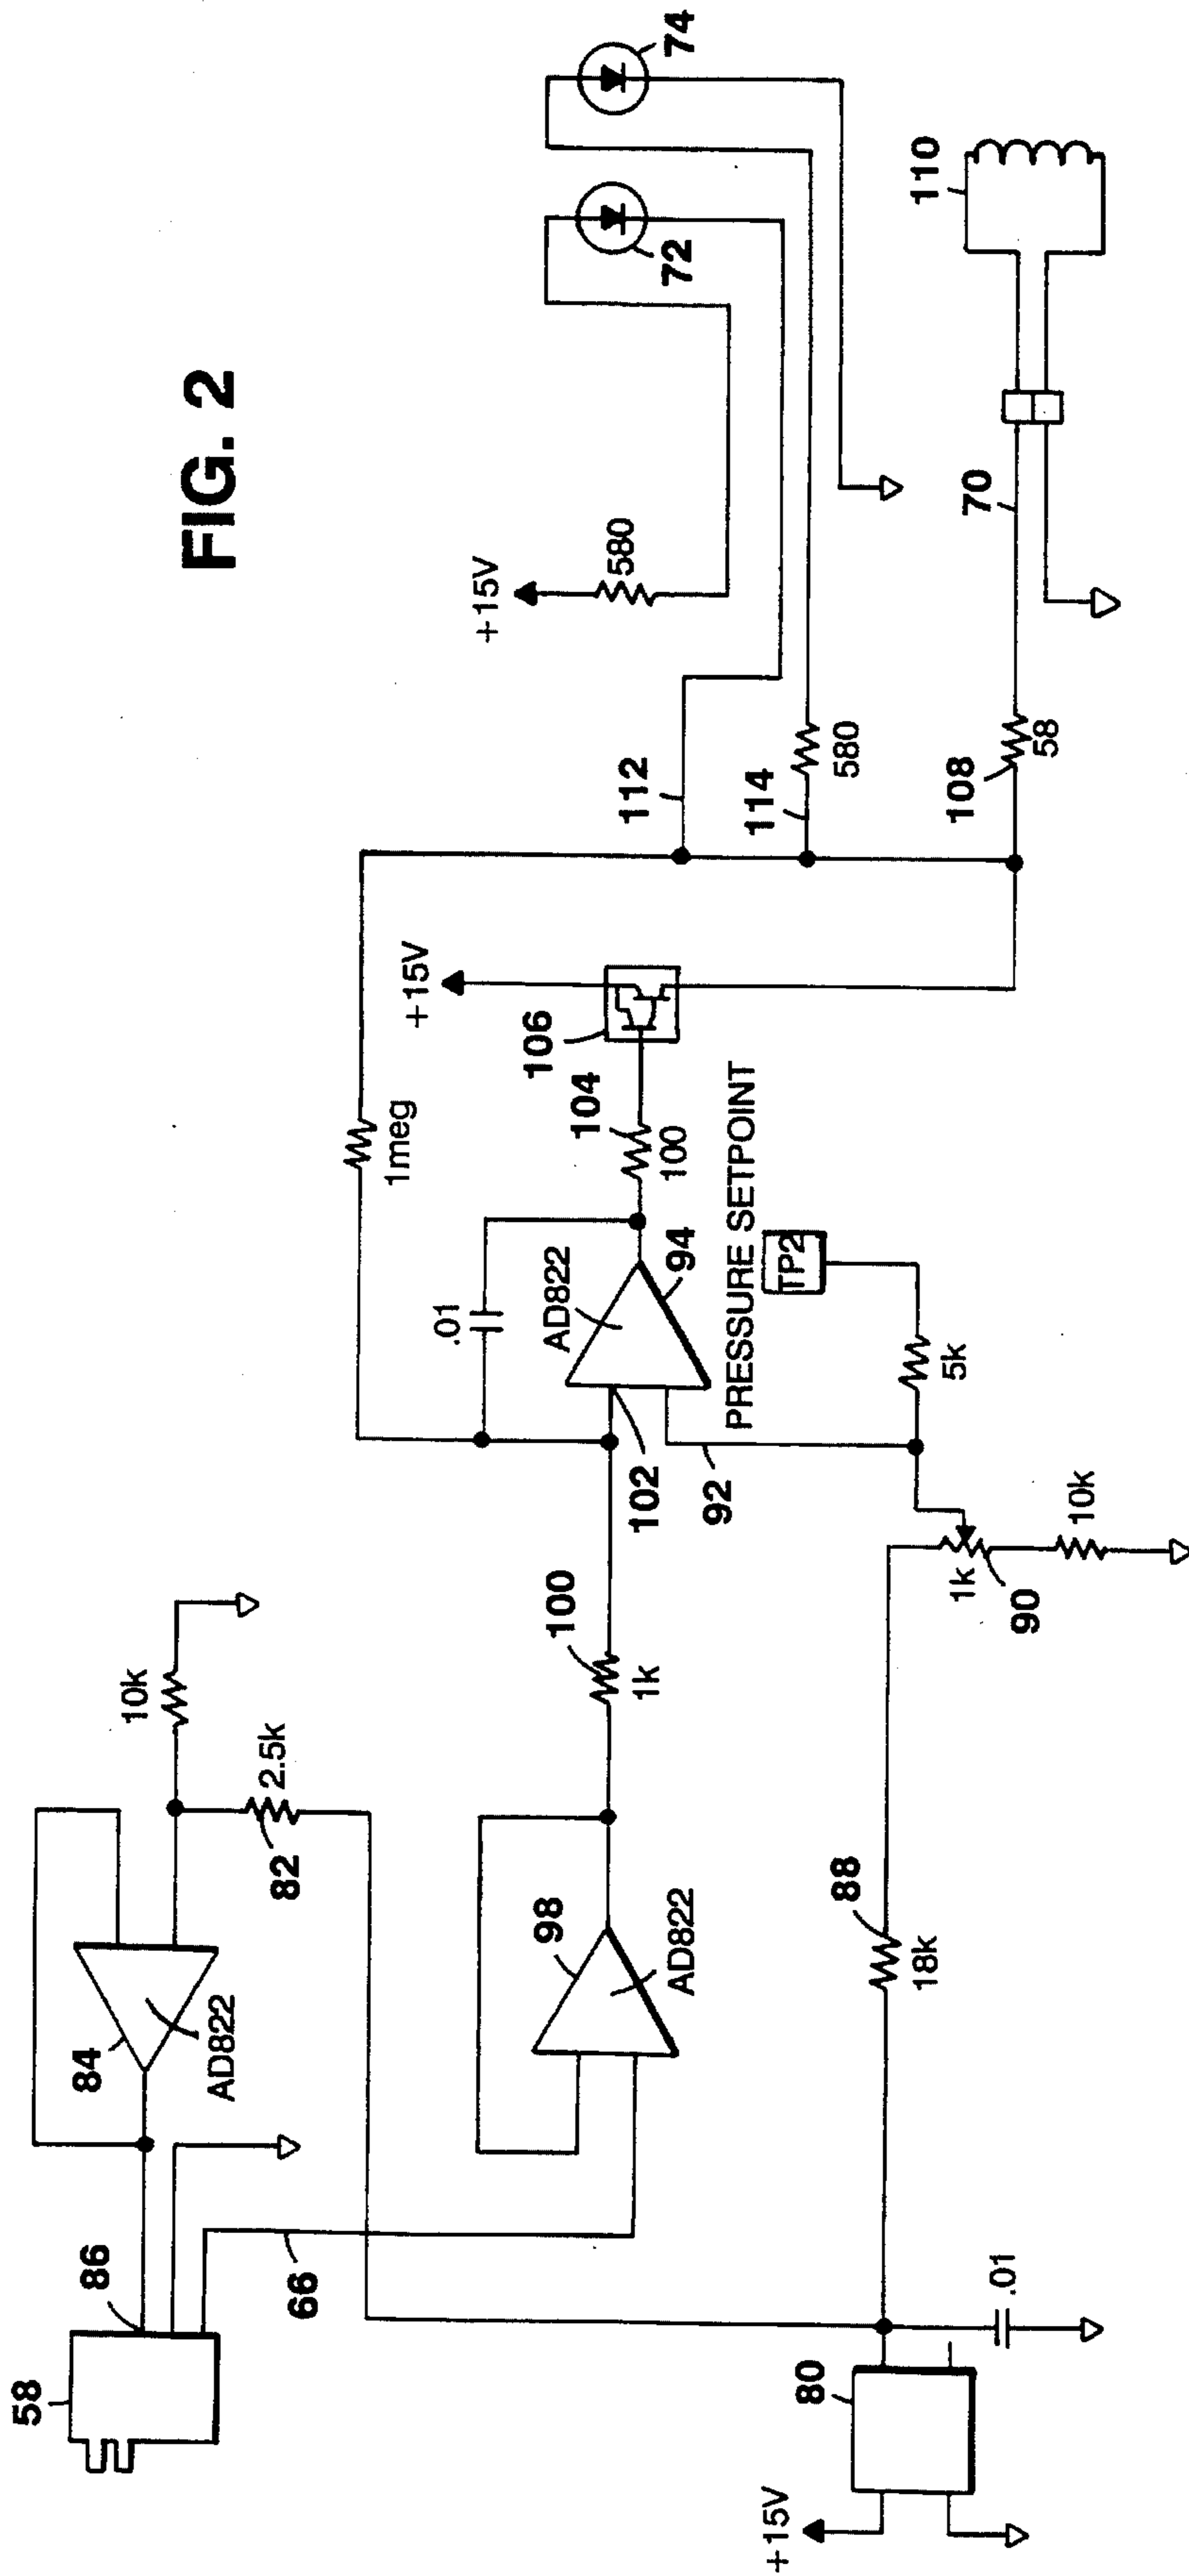 FIG. 2
58
86
84
AD822
10k
82
2.5k
66
98
AD822
100
1k
102
92
.01
AD822
94
1meg
104
100
106
+15V
PRESSURE SETPOINT
TP2
5k
1k
90
10k
88
18k
80
+15V
.01
112
114
580
108
58
70
110
+15V
580
72
74